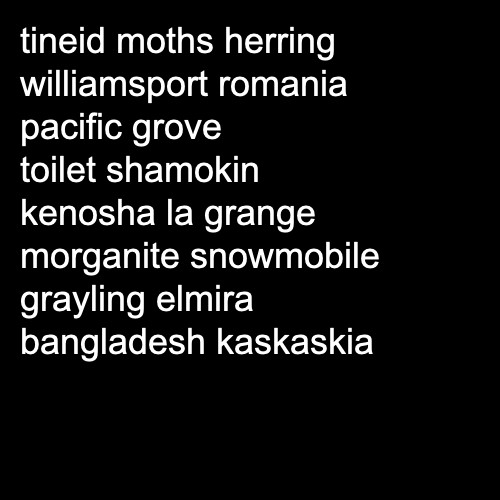 tineid moths herring
williamsport romania
pacific grove
toilet shamokin
kenosha la grange
morganite snowmobile
grayling elmira
bangladesh kaskaskia